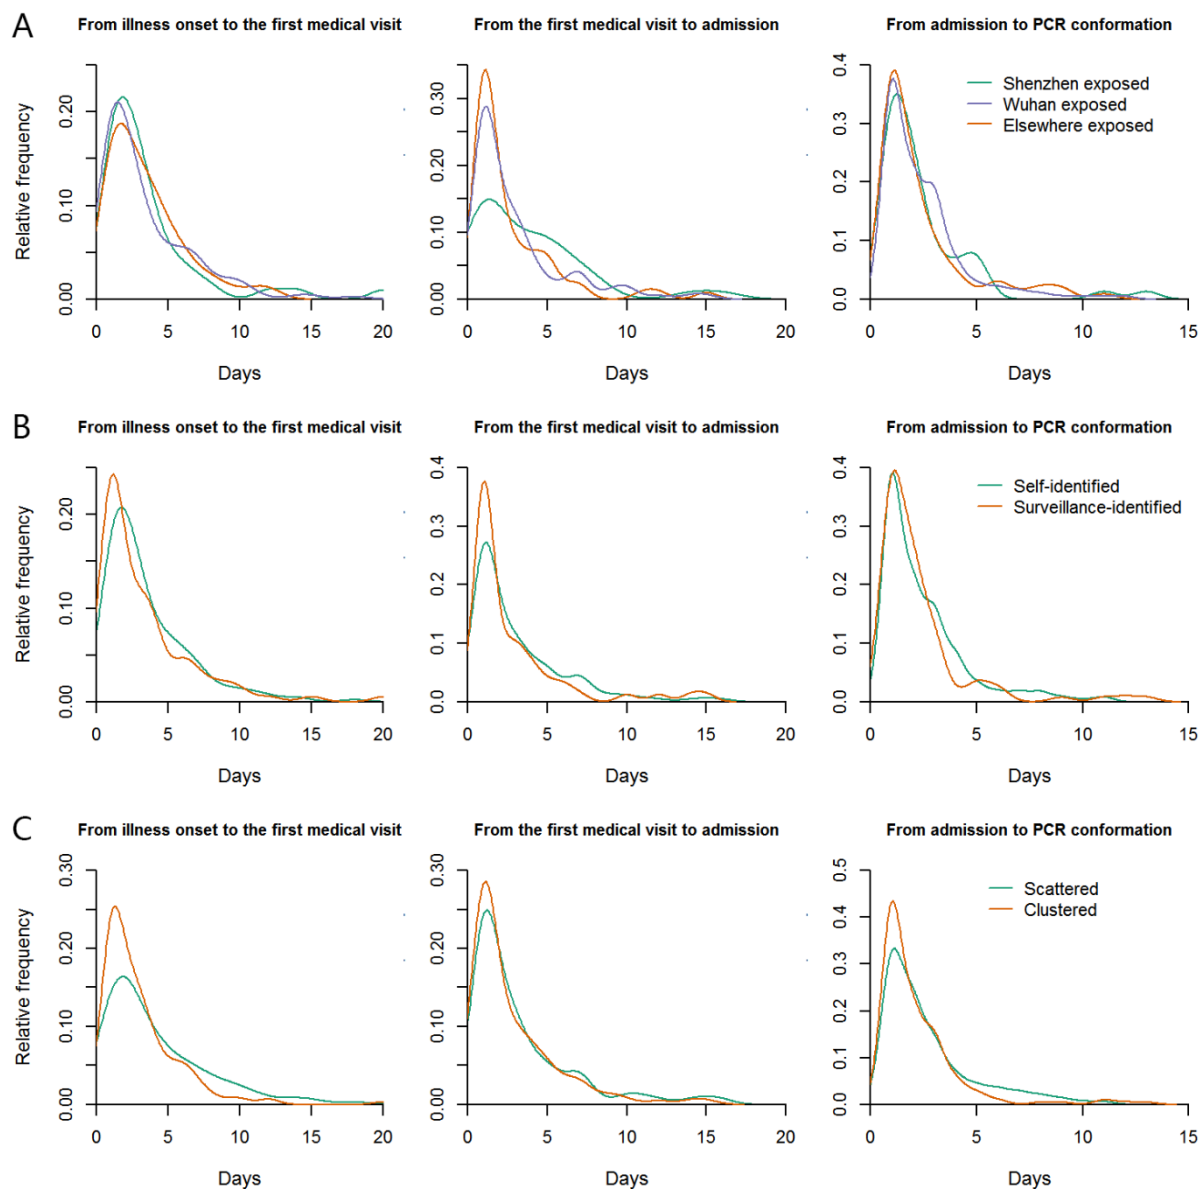 A
From illness onset to the first medical visit
From the first medical visit to admission
From admission to PCR conformation
Relative frequency
0.00 0.10 0.20
0 5 10 15 20
Days
0.00 0.10 0.20 0.30
0 5 10 15 20
Days
0.0 0.1 0.2 0.3 0.4
0 5 10 15
Days
Shenzhen exposed
Wuhan exposed
Elsewhere exposed
B
From illness onset to the first medical visit
From the first medical visit to admission
From admission to PCR conformation
Relative frequency
0.00 0.10 0.20
0 5 10 15 20
Days
0.0 0.1 0.2 0.3 0.4
0 5 10 15 20
Days
0.0 0.1 0.2 0.3 0.4
0 5 10 15
Days
Self-identified
Surveillance-identified
C
From illness onset to the first medical visit
From the first medical visit to admission
From admission to PCR conformation
Relative frequency
0.00 0.10 0.20 0.30
0 5 10 15 20
Days
0.00 0.10 0.20 0.30
0 5 10 15 20
Days
0.0 0.1 0.2 0.3 0.4 0.5
0 5 10 15
Days
Scattered
Clustered